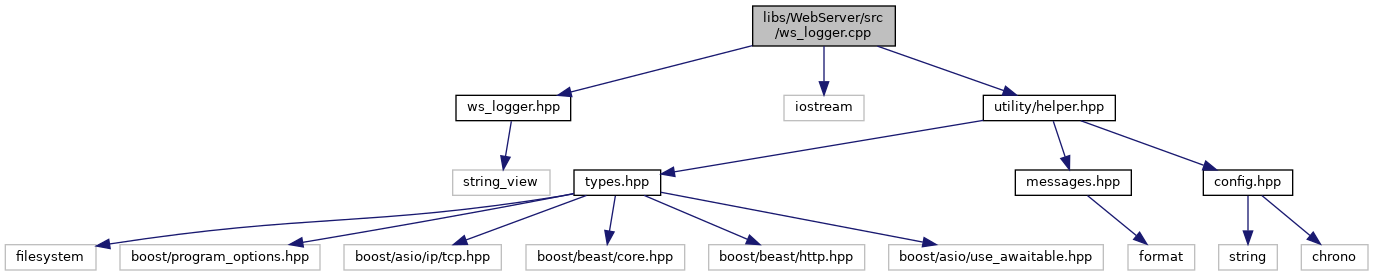 libs/WebServer/src
/ws_logger.cpp
ws_logger.hpp
iostream
utility/helper.hpp
string_view
types.hpp
messages.hpp
config.hpp
filesystem
boost/program_options.hpp
boost/asio/ip/tcp.hpp
boost/beast/core.hpp
boost/beast/http.hpp
boost/asio/use_awaitable.hpp
format
string
chrono